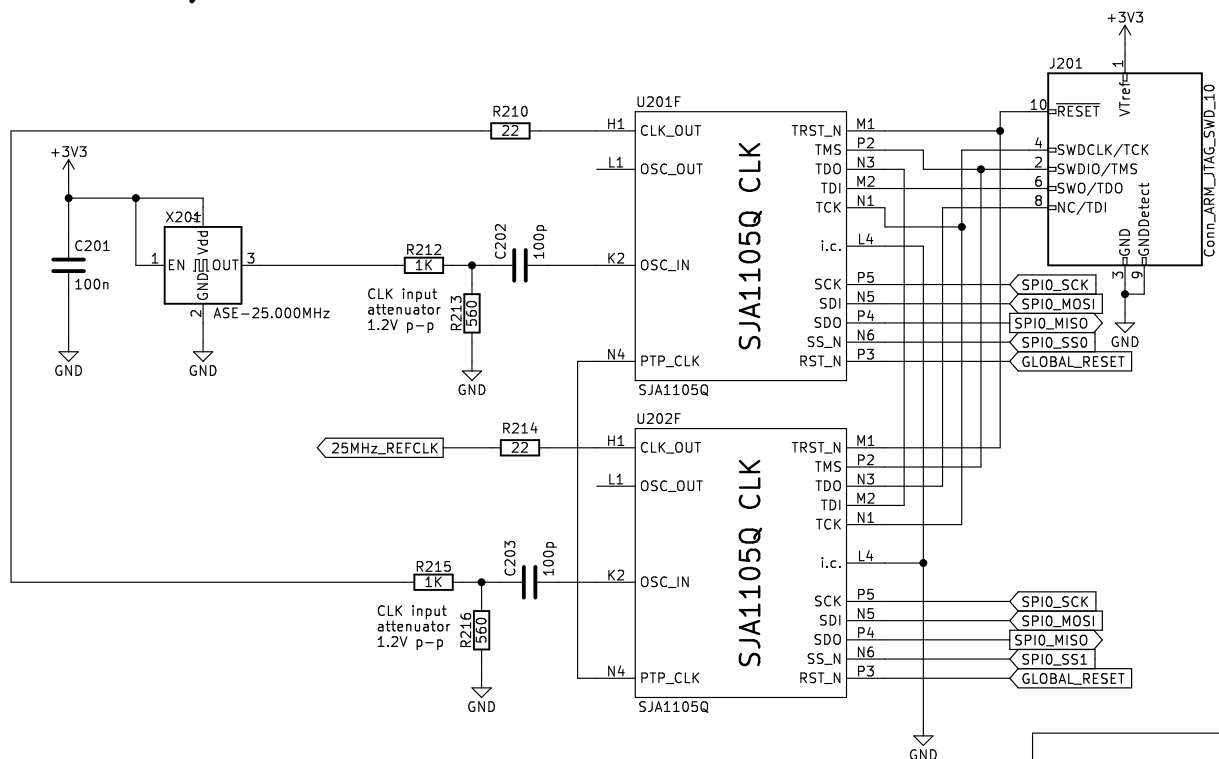 +3V3
J201
1
VTref
10 RESET
4 SWDCLK/TCK
2 SWDIO/TMS
6 SWO/TDO
8 NC/TDI
GND
GNDDetect
3
9
Conn_ARM_JTAG_SWD_10
GND
R210
22
U201F
H1 CLK_OUT
L1 OSC_OUT
K2 OSC_IN
N4 PTP_CLK
SJA1105Q CLK
TRST_N M1
TMS P2
TDO N3
TDI M2
TCK N1
i.c. L4
SCK P5 SPI0_SCK
SDI N5 SPI0_MOSI
SDO P4 SPI0_MISO
SS_N N6 SPI0_SS0
RST_N P3 GLOBAL_RESET
SJA1105Q
+3V3
C201
100n
GND
X201
4
Vdd
1 EN OUT 3
GND
2
ASE-25.000MHz
GND
R212
1K
CLK input
attenuator
1.2V p-p
R213
560
GND
C202
100p
U202F
25MHz_REFCLK
R214
22
H1 CLK_OUT
L1 OSC_OUT
K2 OSC_IN
N4 PTP_CLK
SJA1105Q CLK
TRST_N M1
TMS P2
TDO N3
TDI M2
TCK N1
i.c. L4
SCK P5 SPI0_SCK
SDI N5 SPI0_MOSI
SDO P4 SPI0_MISO
SS_N N6 SPI0_SS1
RST_N P3 GLOBAL_RESET
SJA1105Q
R215
1K
CLK input
attenuator
1.2V p-p
R216
560
GND
C203
100p
GND